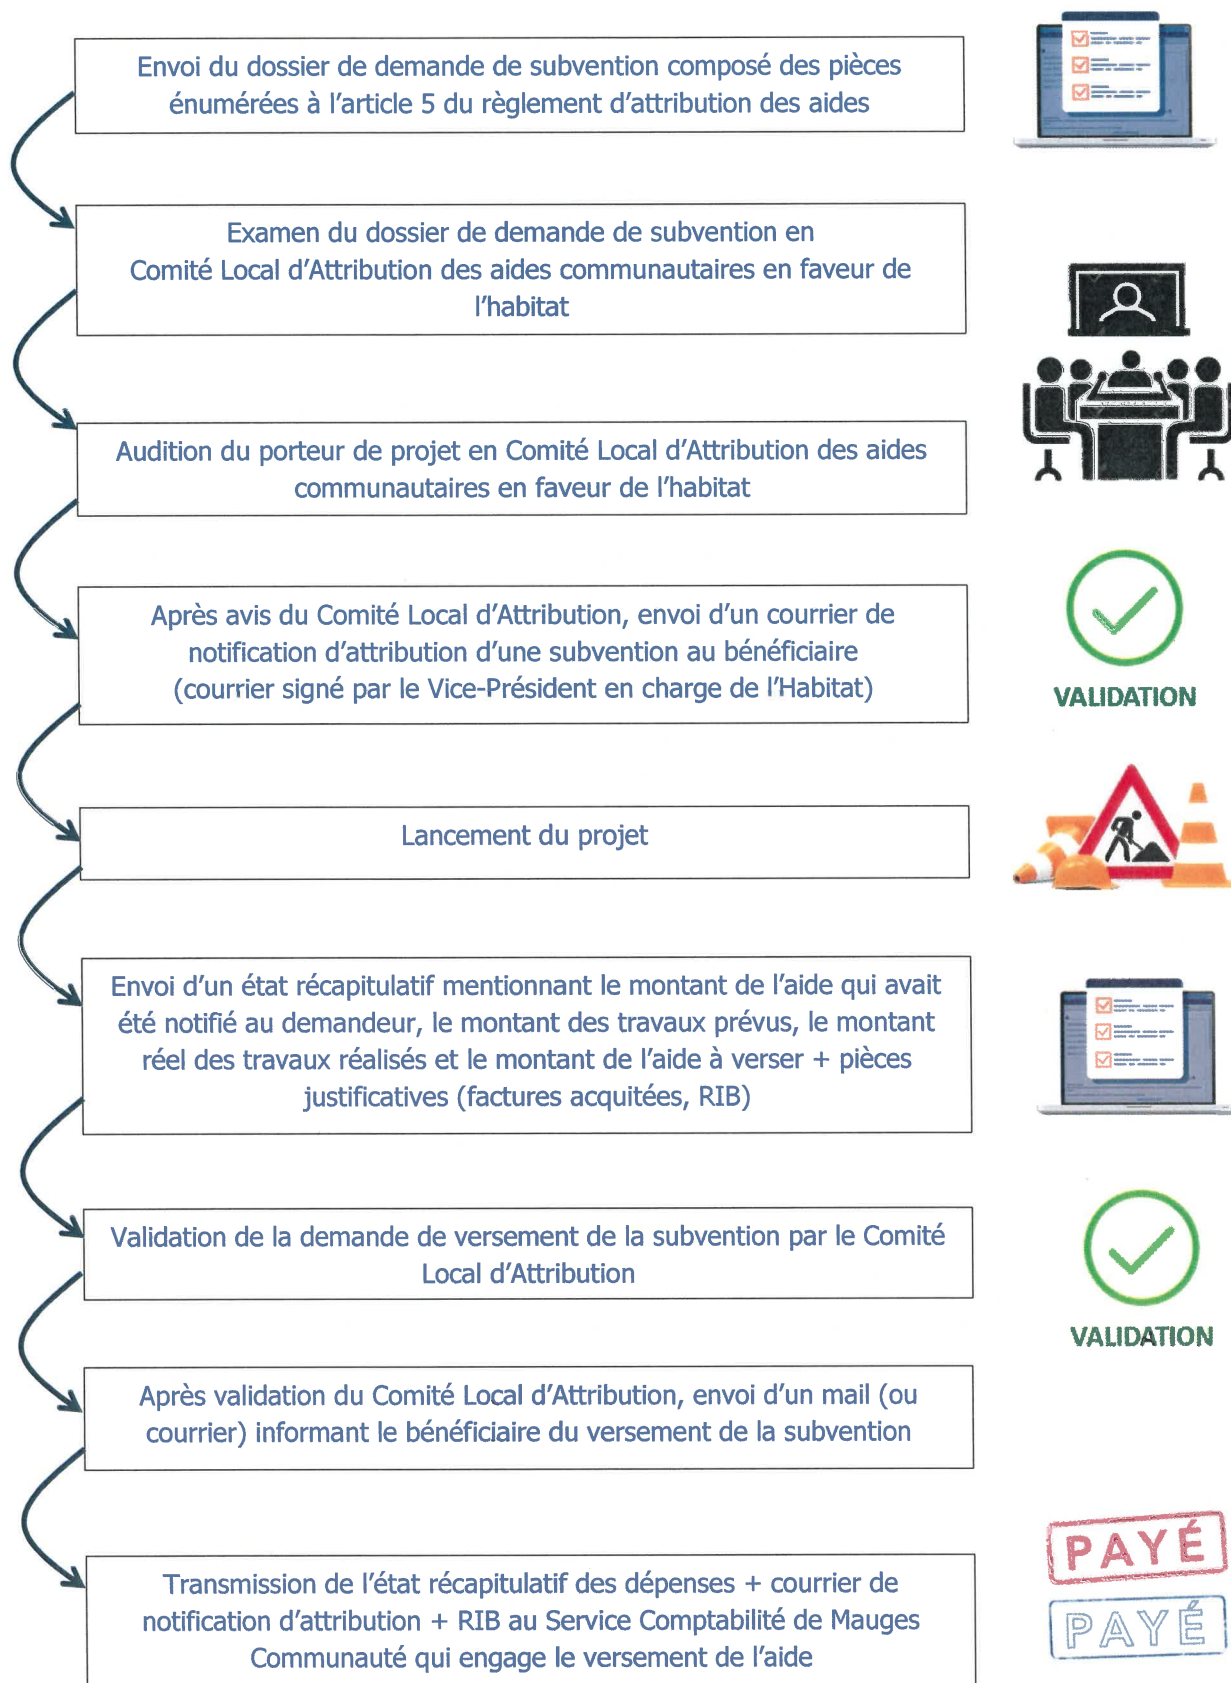 Envoi du dossier de demande de subvention composé des pièces
énumérées à l'article 5 du règlement d'attribution des aides
Examen du dossier de demande de subvention en
Comité Local d'Attribution des aides communautaires en faveur de
l'habitat
Audition du porteur de projet en Comité Local d'Attribution des aides
communautaires en faveur de l'habitat
Après avis du Comité Local d'Attribution, envoi d'un courrier de
notification d'attribution d'une subvention au bénéficiaire
(courrier signé par le Vice-Président en charge de l'Habitat)
VALIDATION
Lancement du projet
Envoi d'un état récapitulatif mentionnant le montant de l'aide qui avait
été notifié au demandeur, le montant des travaux prévus, le montant
réel des travaux réalisés et le montant de l'aide à verser + pièces
justificatives (factures acquitées, RIB)
Validation de la demande de versement de la subvention par le Comité
Local d'Attribution
VALIDATION
Après validation du Comité Local d'Attribution, envoi d'un mail (ou
courrier) informant le bénéficiaire du versement de la subvention
PAYÉ
PAYÉ
Transmission de l'état récapitulatif des dépenses + courrier de
notification d'attribution + RIB au Service Comptabilité de Mauges
Communauté qui engage le versement de l'aide